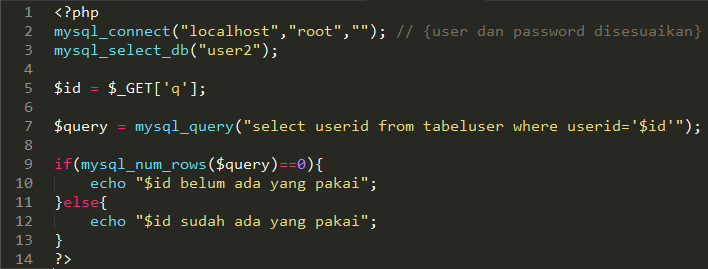 1 <?php
2 mysql_connect("localhost","root",""); // {user dan password disesuaikan}
3 mysql_select_db("user2");
4
5 $id = $_GET['q'];
6
7 $query = mysql_query("select userid from tabeluser where userid='$id'");
8
9 if(mysql_num_rows($query)==0){
10     echo "$id belum ada yang pakai";
11 }else{
12     echo "$id sudah ada yang pakai";
13 }
14 ?>